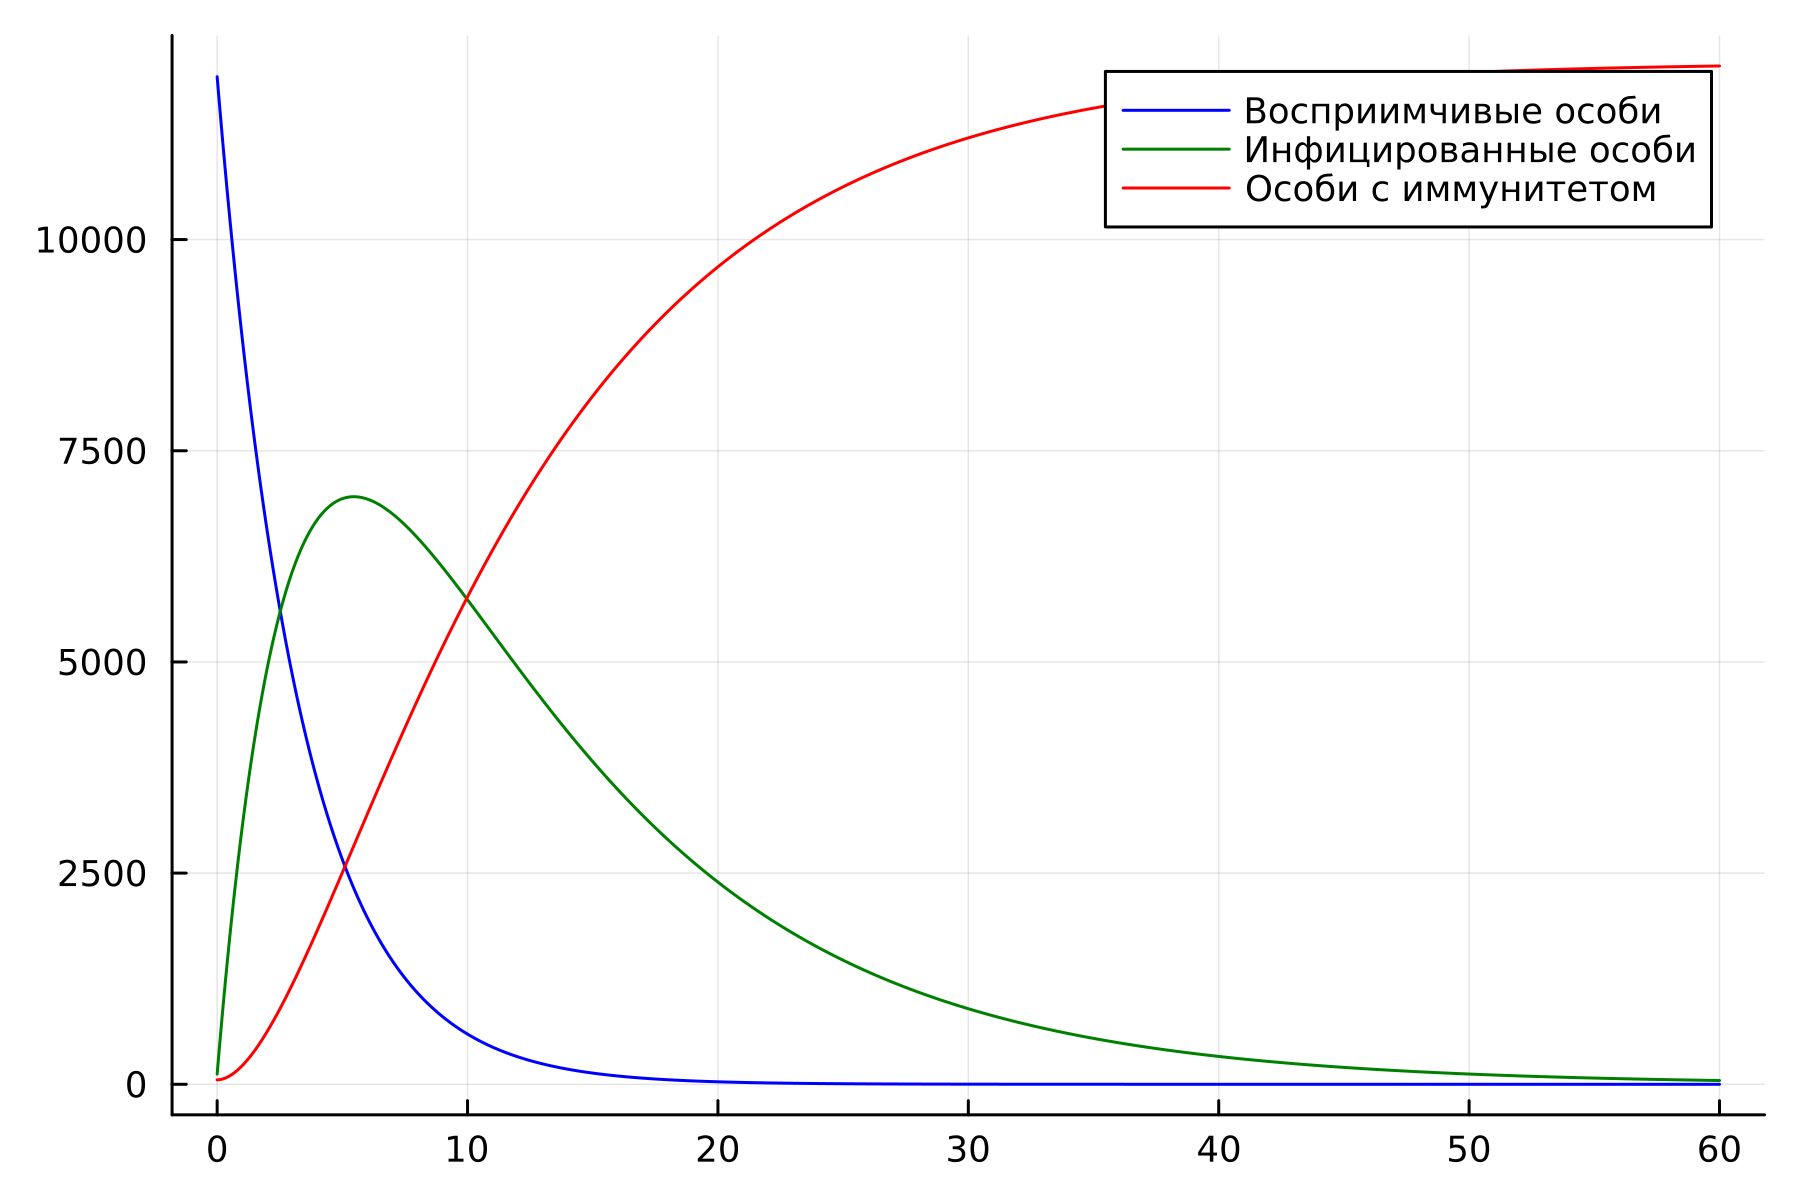 Восприимчивые особи
Инфицированные особи
Особи с иммунитетом
10000
7500
5000
2500
0
0 10 20 30 40 50 60